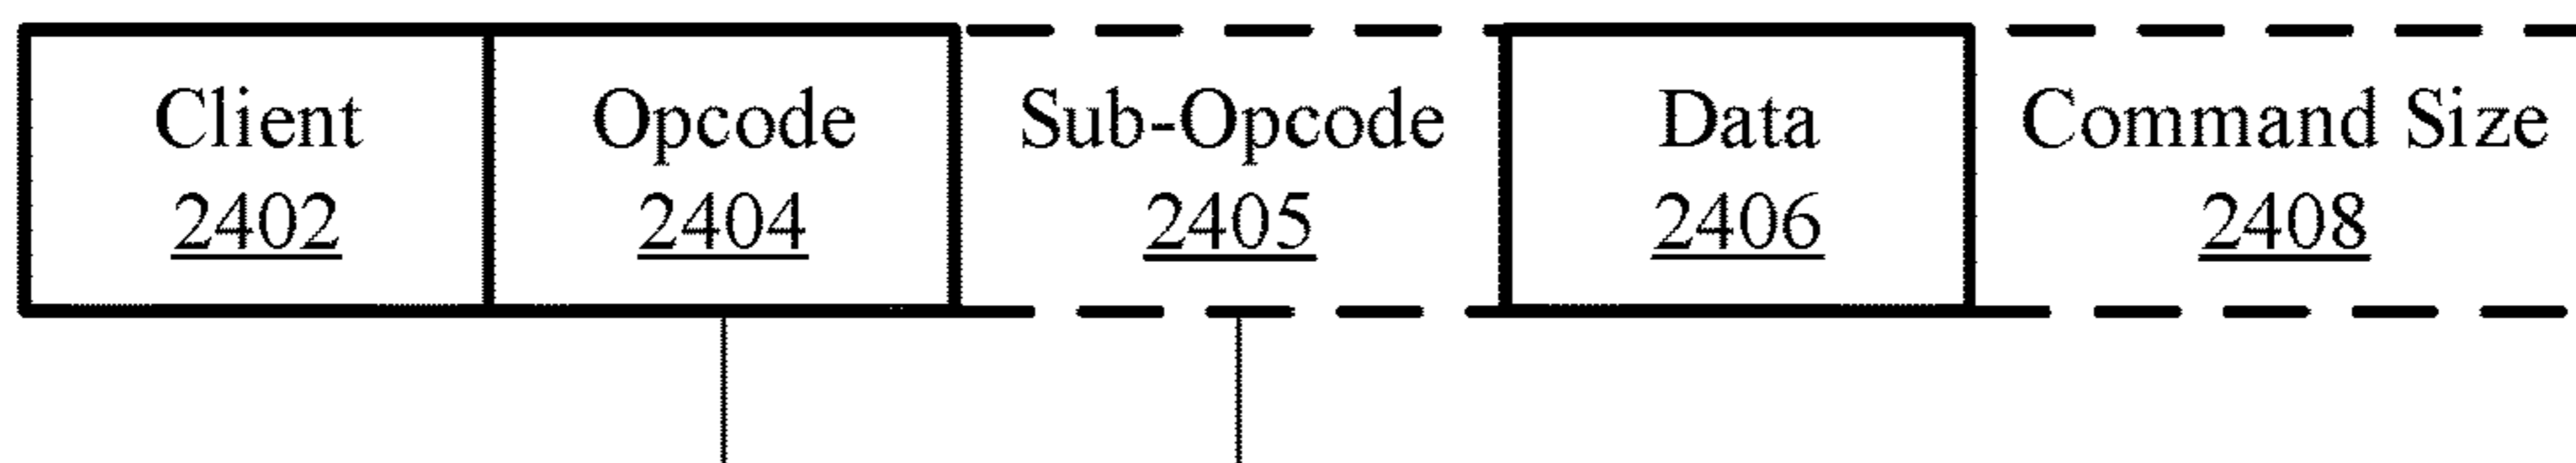 Client Opcode Sub-Opcode Data Command Size
2402 2404 2405 2406 2408